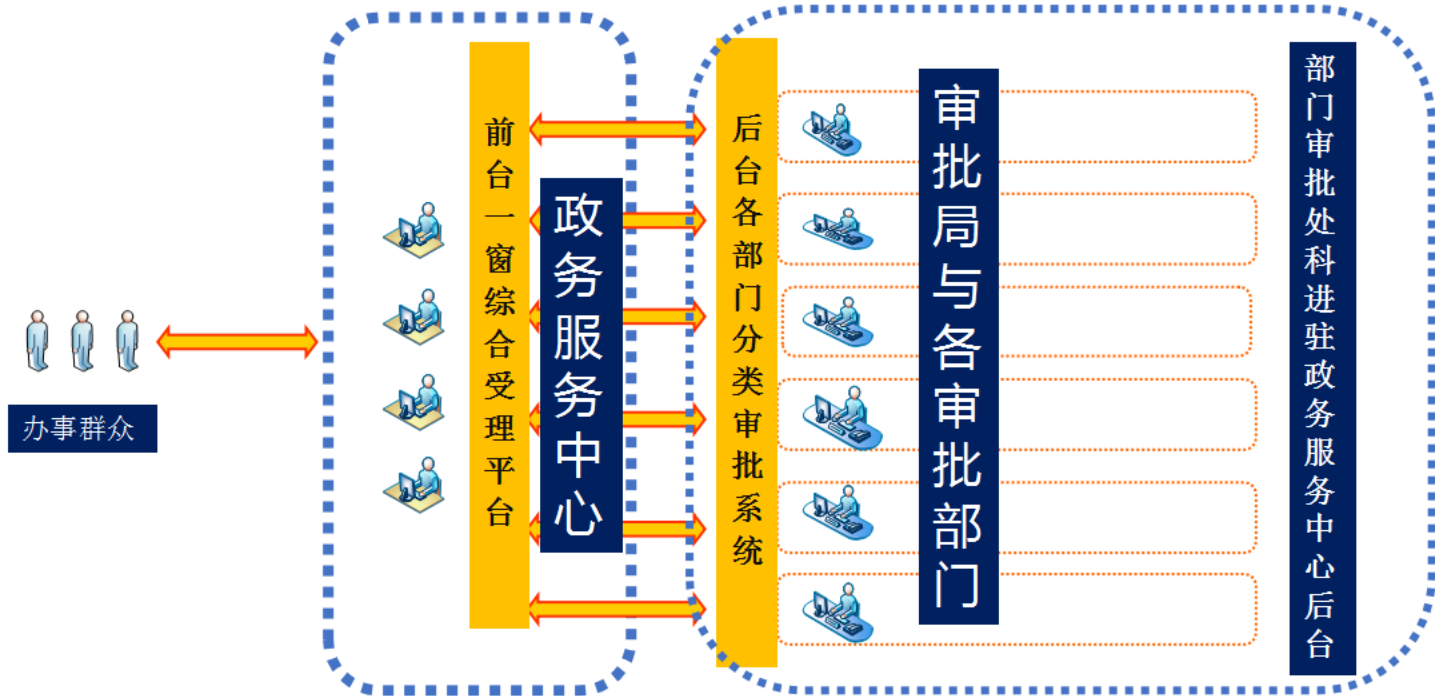 办事群众
前台一窗综合受理平台
政务服务中心
后台各部门分类审批系统
审批局与各审批部门
部门审批处科进驻政务服务中心后台